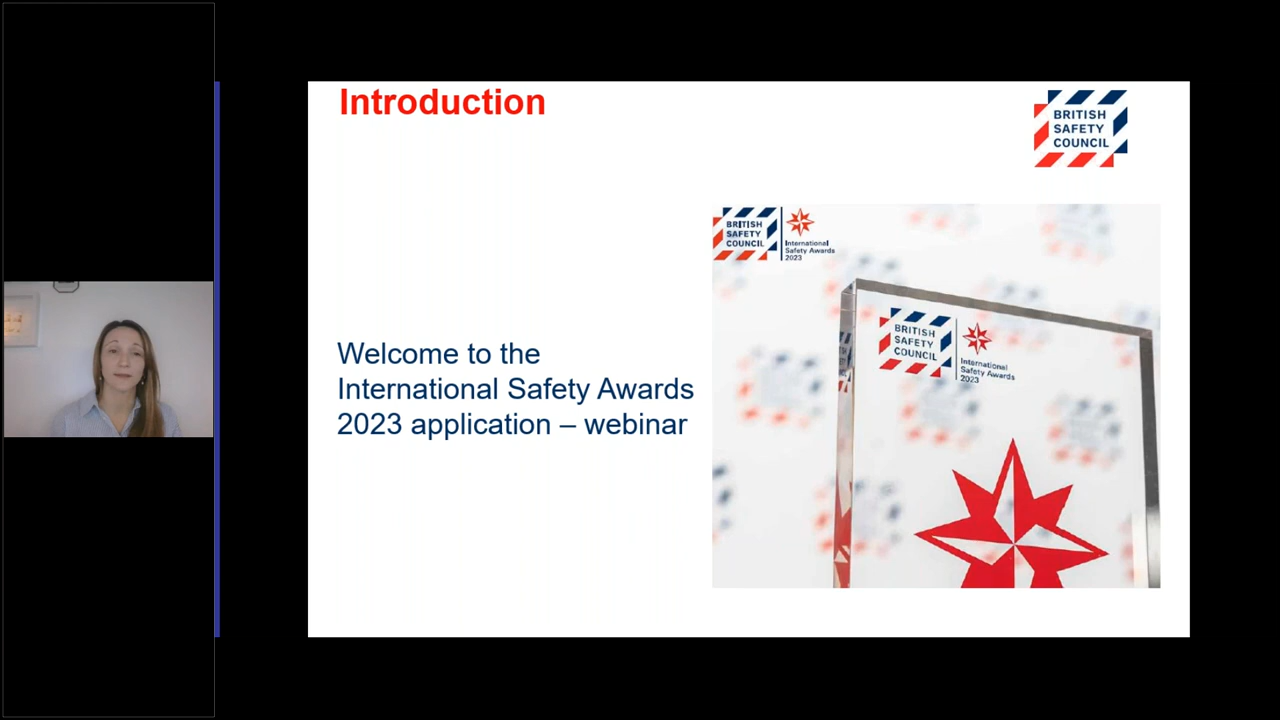 Introduction
BRITISH
SAFETY
COUNCIL
BRITISH
SAFETY
COUNCIL
International
Safety Awards
2023
Welcome to the
International Safety Awards
2023 application – webinar
BRITISH
SAFETY
COUNCIL
International
Safety Awards
2023